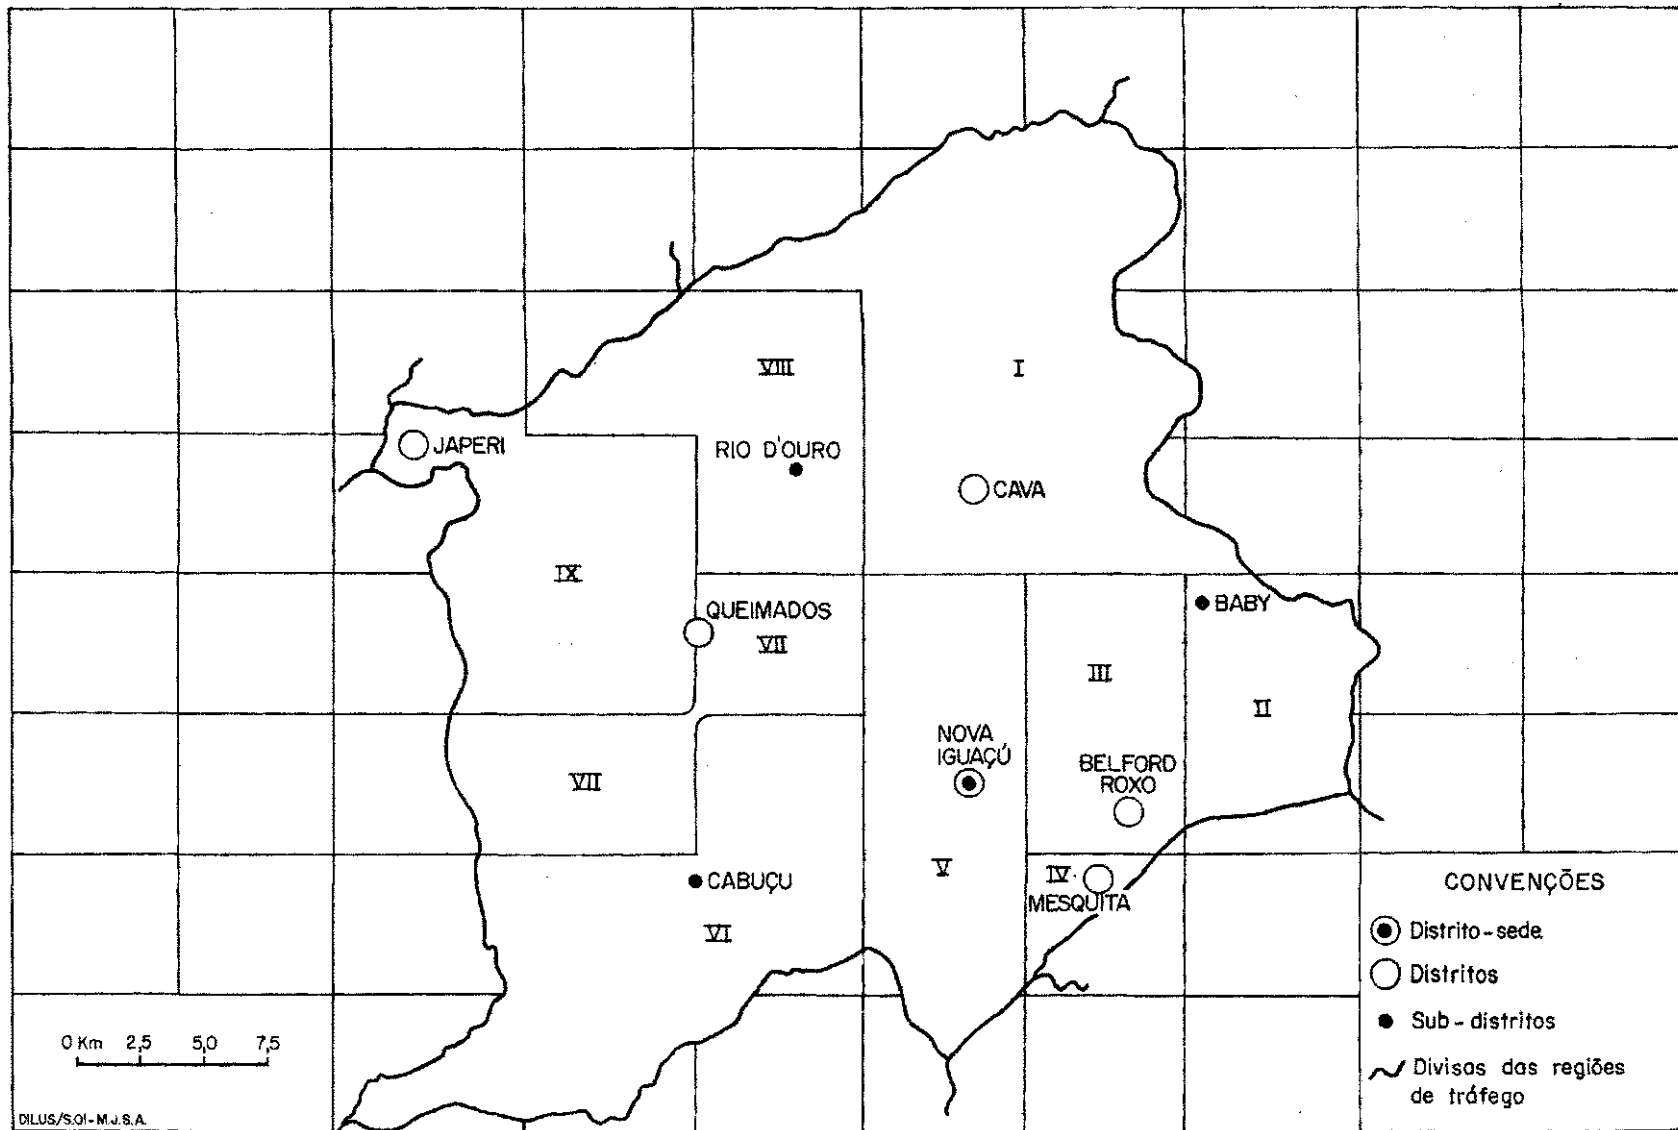 VIII
I
JAPERI
RIO D'OURO
CAVA
IX
QUEIMADOS
VII
BABY
III
II
NOVA
IGUAÇÚ
BELFORD
ROXO
VII
V
IV
MESQUITA
CABUÇU
VI
CONVENÇÕES
Distrito-sede
Distritos
Sub-distritos
Divisas das regiões
de tráfego
0 Km 2,5 5,0 7,5
DILUS/S.OI-M.J.S.A.